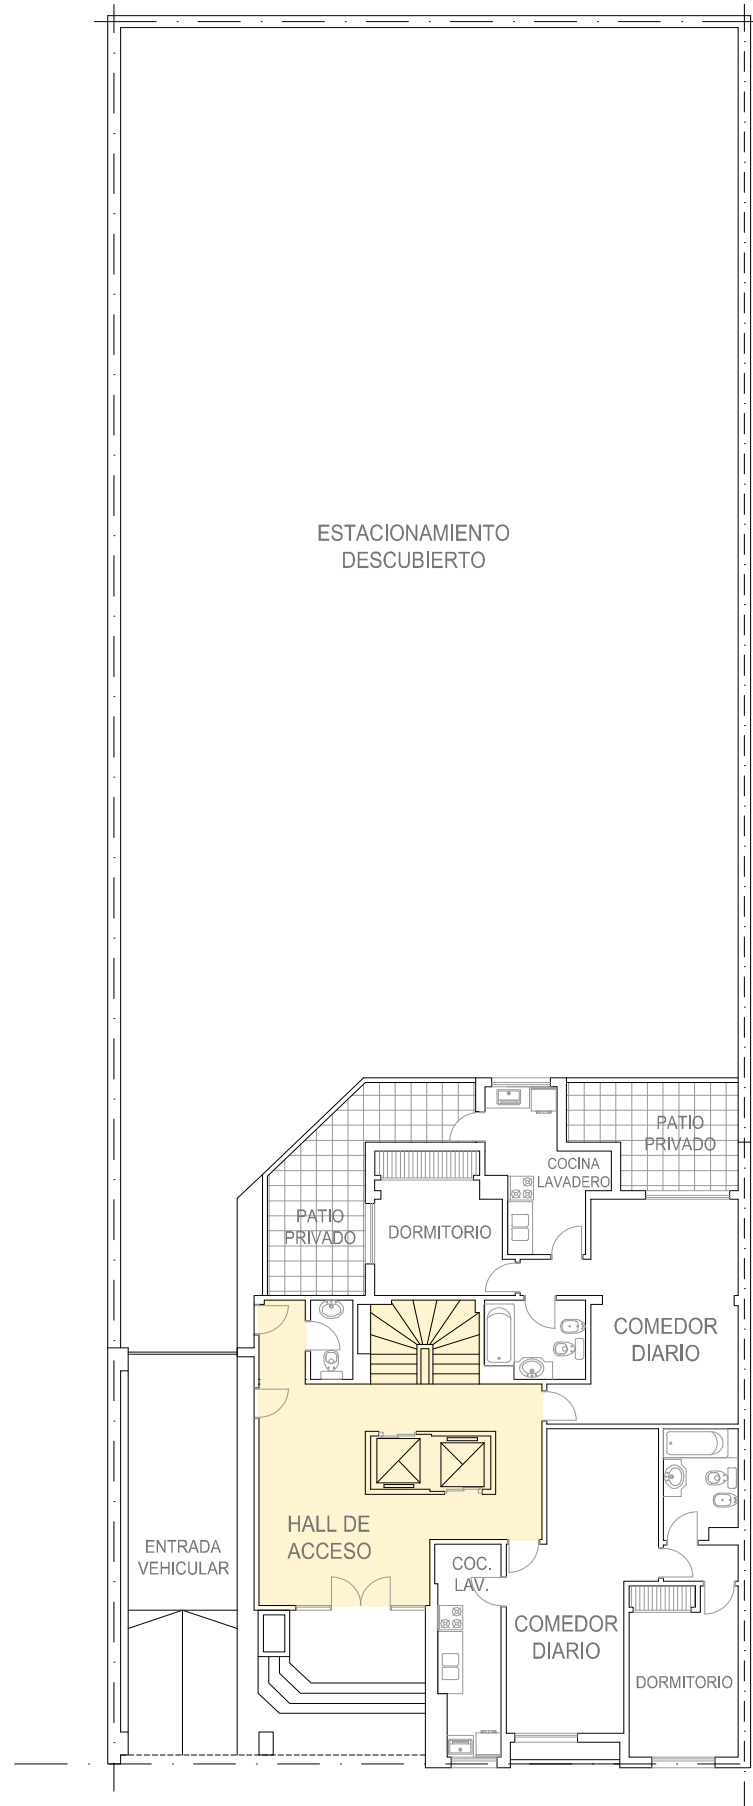 ESTACIONAMIENTO
DESCUBIERTO
PATIO
PRIVADO
COCINA
LAVADERO
PATIO
PRIVADO
DORMITORIO
COMEDOR
DIARIO
HALL DE
ACCESO
ENTRADA
VEHICULAR
COC.
LAV.
COMEDOR
DIARIO
DORMITORIO